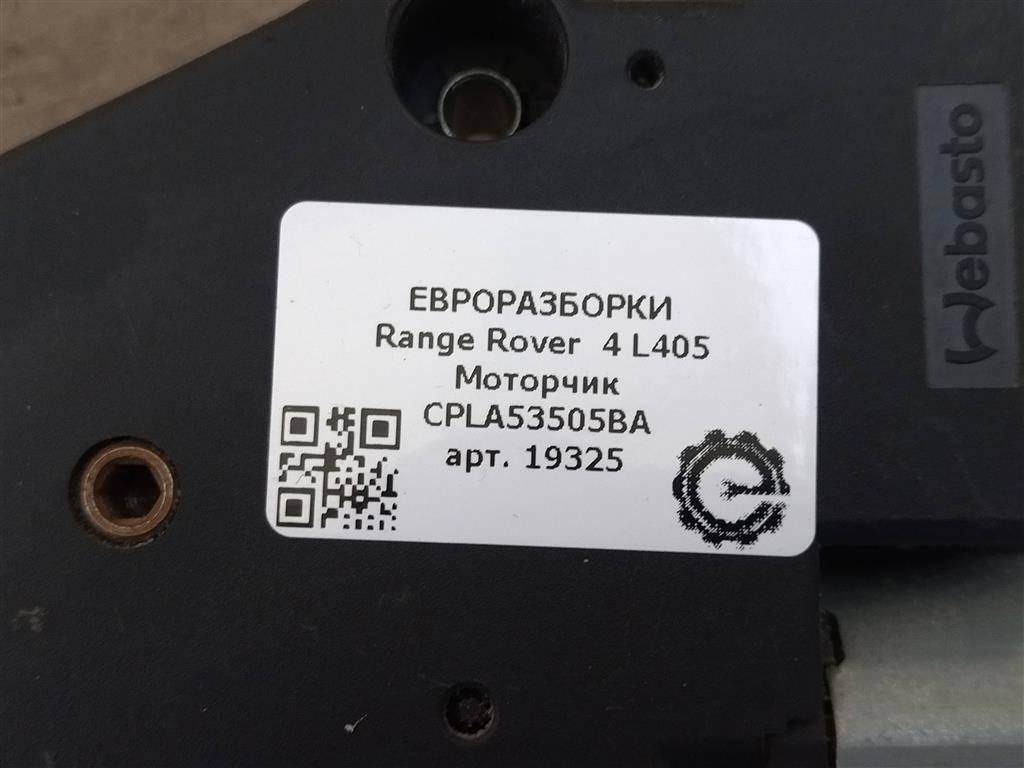 ЕВРОРАЗБОРКИ
Range Rover 4 L405
Моторчик
CPLA53505BA
арт. 19325
Webasto